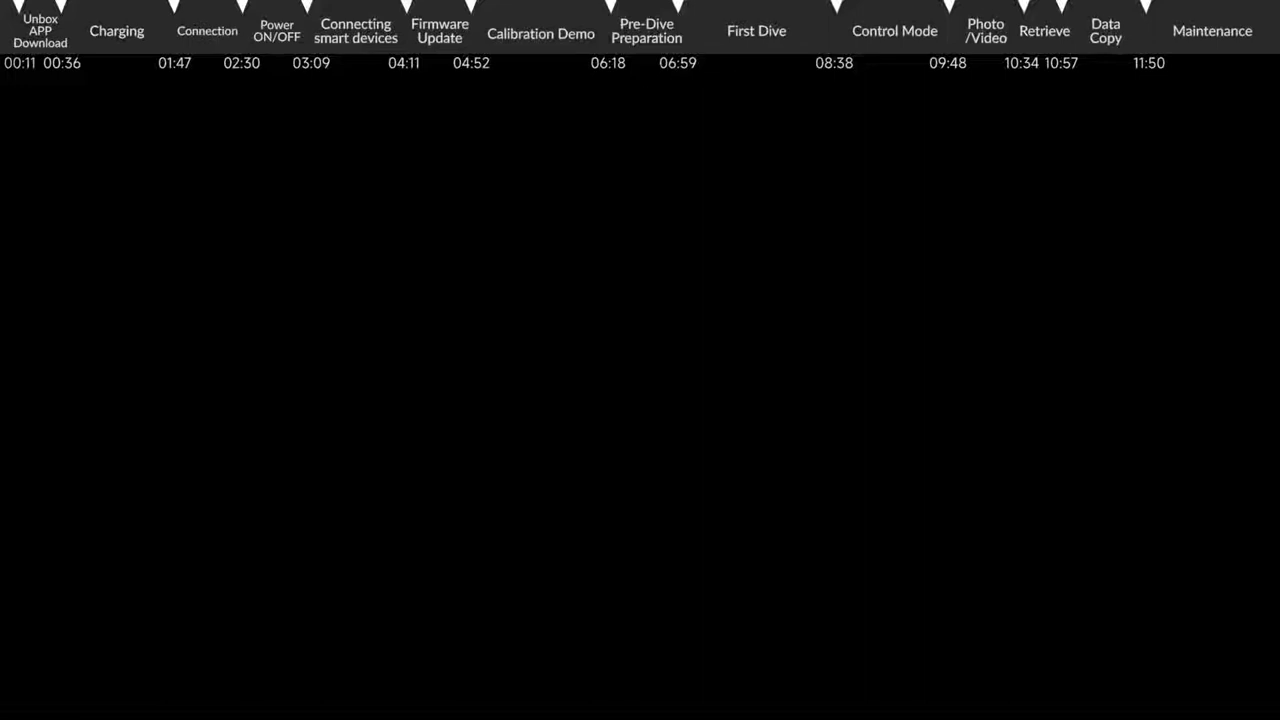 Unbox
APP
Download
Charging
Connection
Power
ON/OFF
Connecting
smart devices
Firmware
Update
Calibration Demo
Pre-Dive
Preparation
First Dive
Control Mode
Photo
/Video
Retrieve
Data
Copy
Maintenance
00:11 00:36 01:47 02:30 03:09 04:11 04:52 06:18 06:59 08:38 09:48 10:34 10:57 11:50